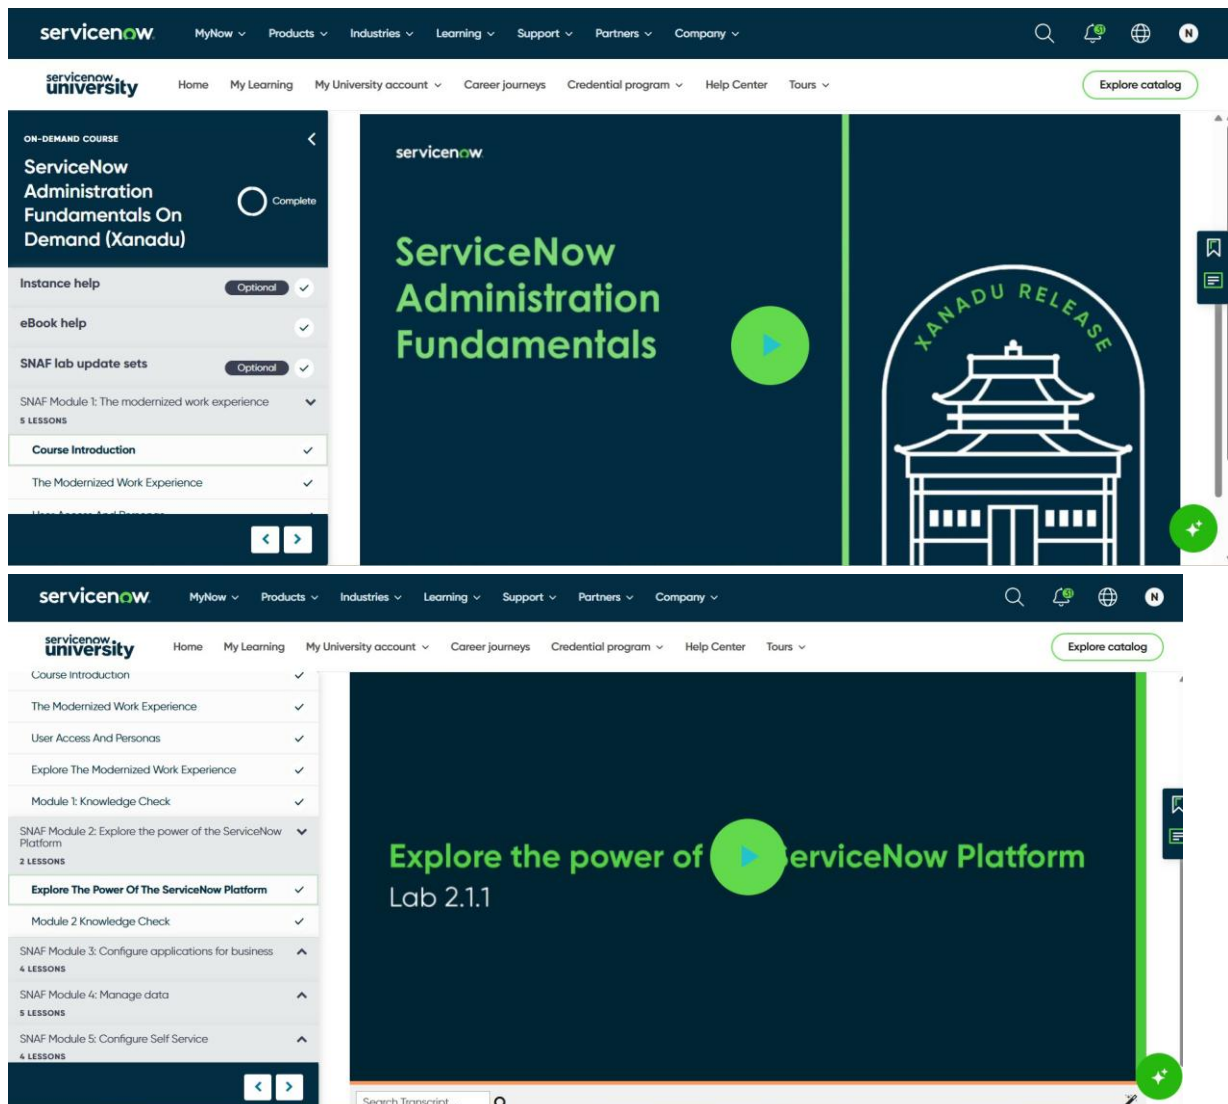 servicenow
MyNow
Products
Industries
Learning
Support
Partners
Company
N
servicenow
university
Home
My Learning
My University account
Career journeys
Credential program
Help Center
Tours
Explore catalog
ON-DEMAND COURSE
ServiceNow
Administration
Fundamentals On
Demand (Xanadu)
Complete
Instance help
Optional
eBook help
SNAF lab update sets
Optional
SNAF Module 1: The modernized work experience
5 LESSONS
Course Introduction
The Modernized Work Experience
User Access And Personas
servicenow
ServiceNow
Administration
Fundamentals
XANADU RELEASE
servicenow
MyNow
Products
Industries
Learning
Support
Partners
Company
N
servicenow
university
Home
My Learning
My University account
Career journeys
Credential program
Help Center
Tours
Explore catalog
Course Introduction
The Modernized Work Experience
User Access And Personas
Explore The Modernized Work Experience
Module 1: Knowledge Check
SNAF Module 2: Explore the power of the ServiceNow
Platform
2 LESSONS
Explore The Power Of The ServiceNow Platform
Module 2 Knowledge Check
SNAF Module 3: Configure applications for business
4 LESSONS
SNAF Module 4: Manage data
5 LESSONS
SNAF Module 5: Configure Self Service
4 LESSONS
Explore the power of erviceNow Platform
Lab 2.1.1
Search Transcript